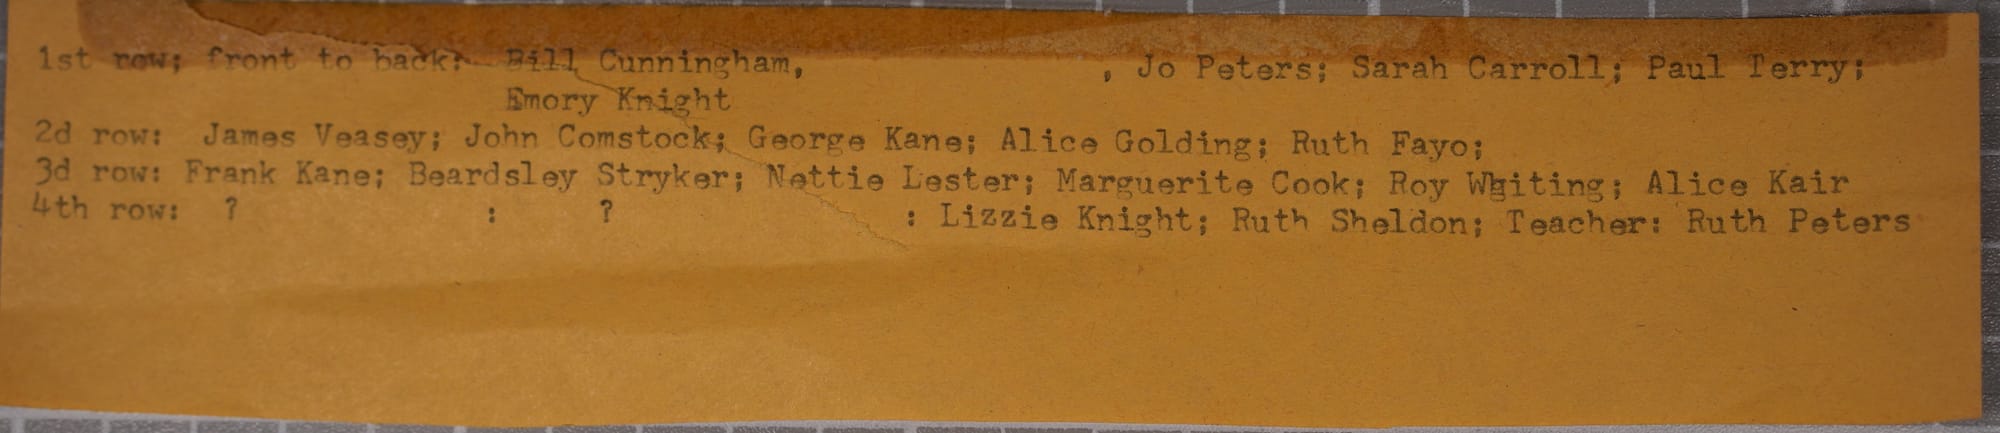 1st row; front to back: Bill Cunningham, , Jo Peters; Sarah Carroll; Paul Terry;
Emory Knight
2d row: James Veasey; John Comstock; George Kane; Alice Golding; Ruth Fayo;
3d row: Frank Kane; Beardsley Stryker; Nettie Lester; Marguerite Cook; Roy Whiting; Alice Kair
4th row: ? : ? : Lizzie Knight; Ruth Sheldon; Teacher: Ruth Peters